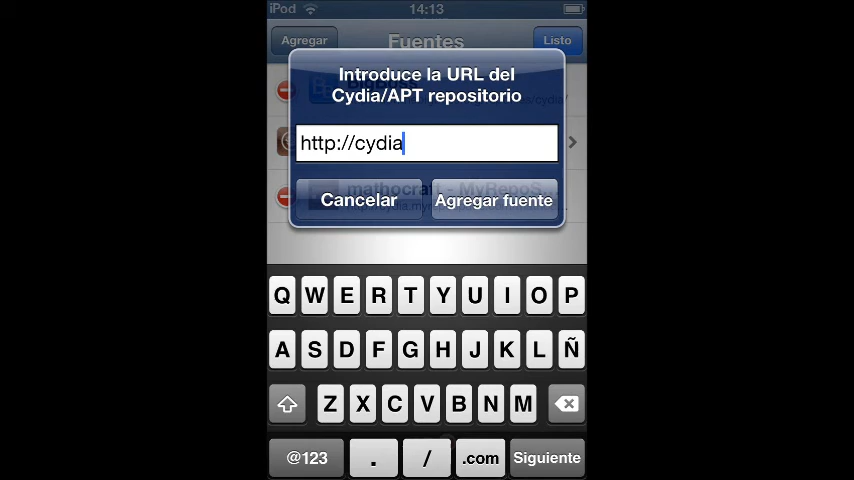 iPod 14:13
Agregar Fuentes Listo
Introduce la URL del
Cydia/APT repositorio
http://cydia
Cancelar Agregar fuente
Q W E R T Y U I O P
A S D F G H J K L Ñ
Z X C V B N M
@123 . / .com Siguiente